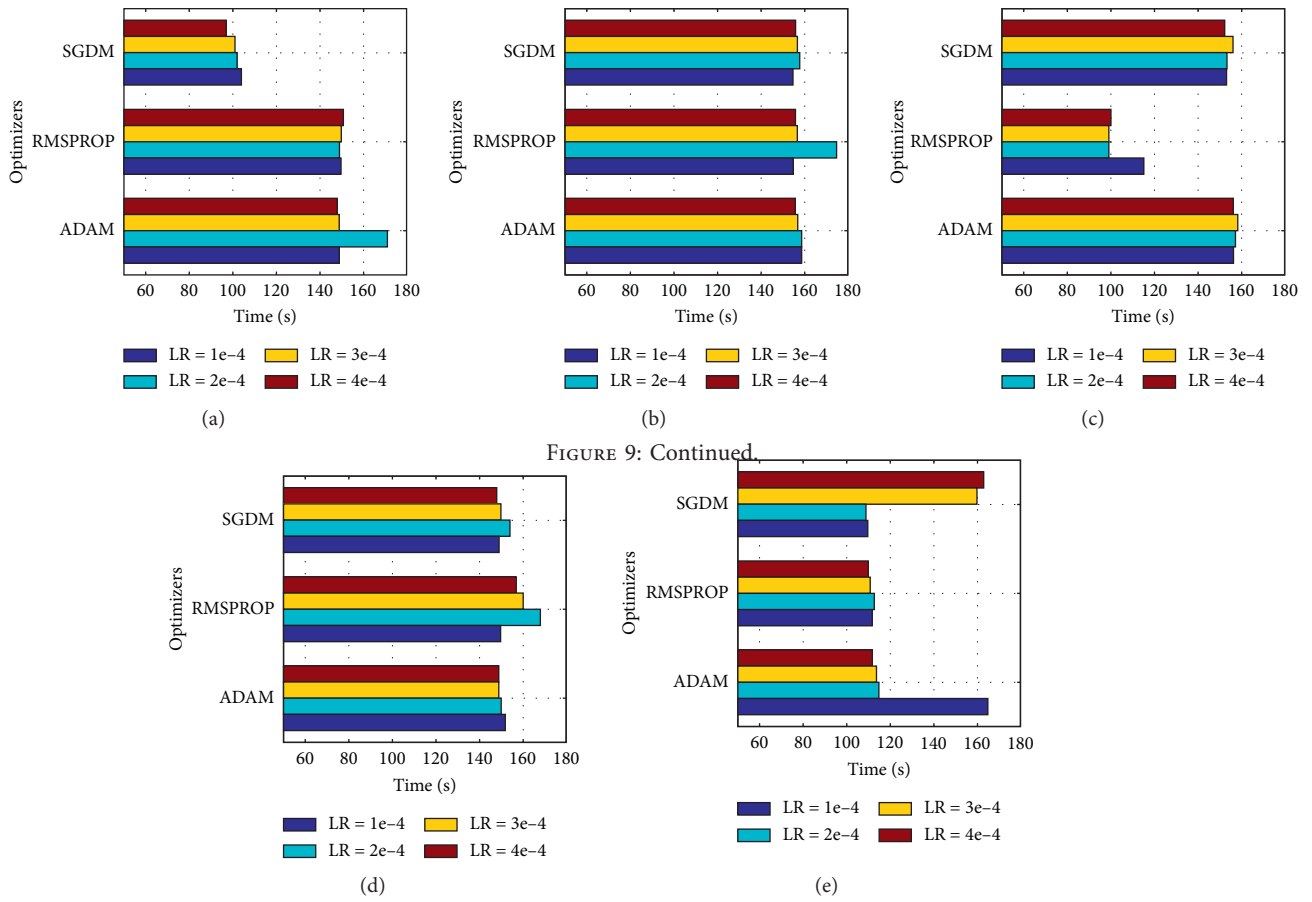 SGDM
RMSPROP
ADAM
Optimizers
60 80 100 120 140 160 180
Time (s)
LR = 1e–4 LR = 3e–4
LR = 2e–4 LR = 4e–4
(a)
SGDM
RMSPROP
ADAM
Optimizers
60 80 100 120 140 160 180
Time (s)
LR = 1e–4 LR = 3e–4
LR = 2e–4 LR = 4e–4
(b)
SGDM
RMSPROP
ADAM
Optimizers
60 80 100 120 140 160 180
Time (s)
LR = 1e–4 LR = 3e–4
LR = 2e–4 LR = 4e–4
(c)
FIGURE 9: Continued.
SGDM
RMSPROP
ADAM
Optimizers
60 80 100 120 140 160 180
Time (s)
LR = 1e–4 LR = 3e–4
LR = 2e–4 LR = 4e–4
(d)
SGDM
RMSPROP
ADAM
Optimizers
60 80 100 120 140 160 180
Time (s)
LR = 1e–4 LR = 3e–4
LR = 2e–4 LR = 4e–4
(e)